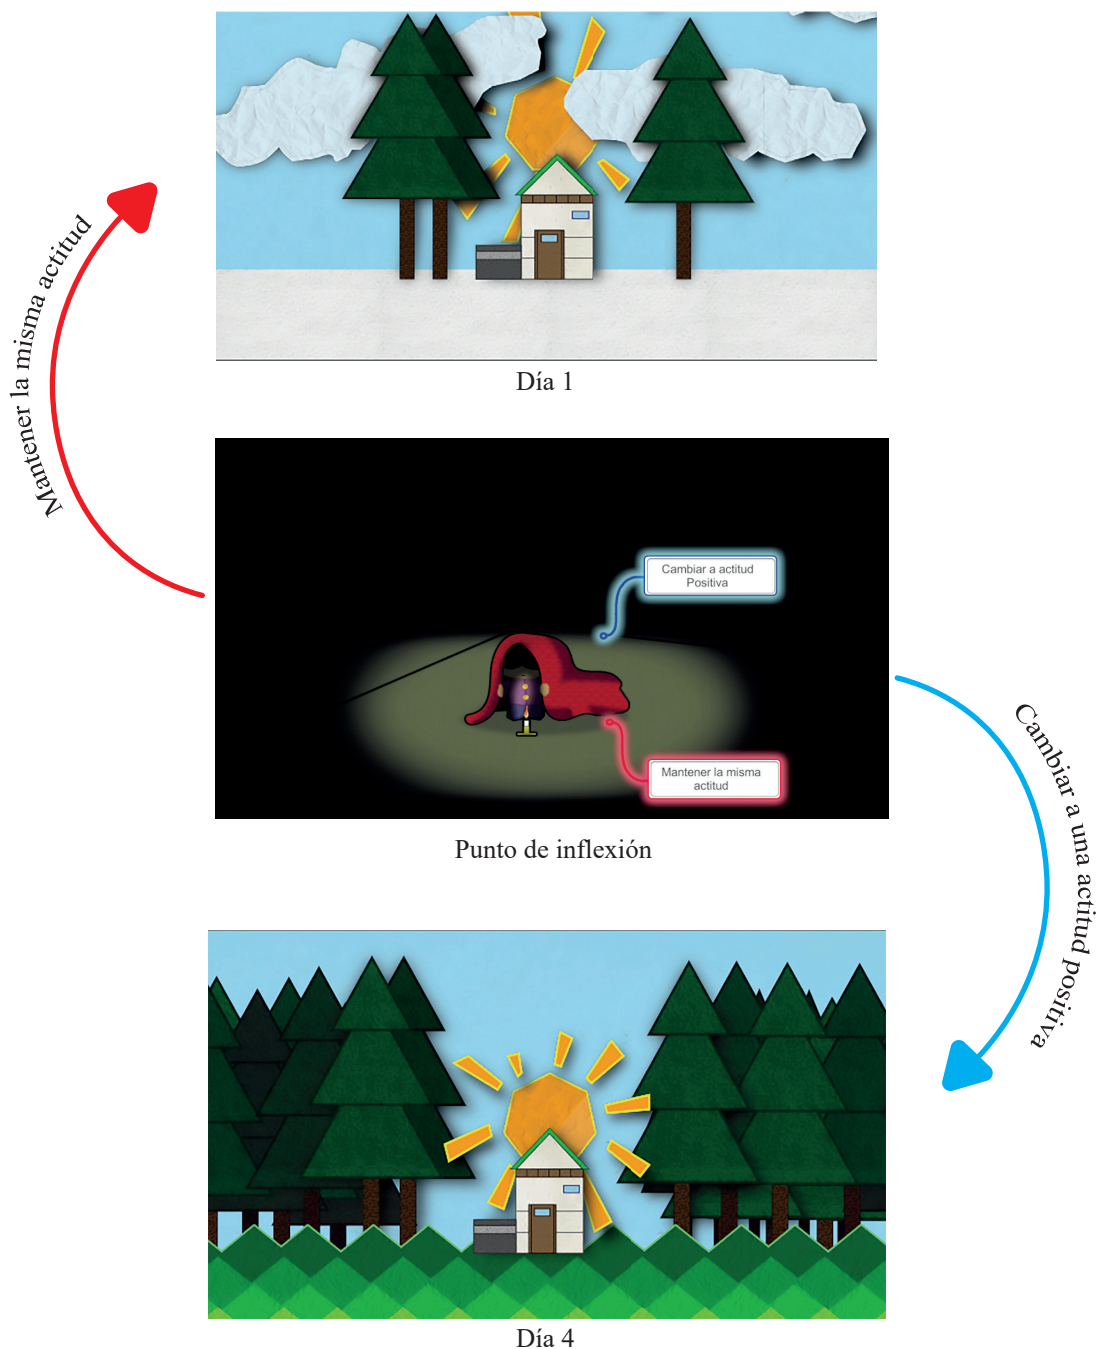 Mantener la misma actitud
Día 1
Cambiar a actitud
Positiva
Mantener la misma
actitud
Punto de inflexión
Cambiar a una actitud positiva
Día 4